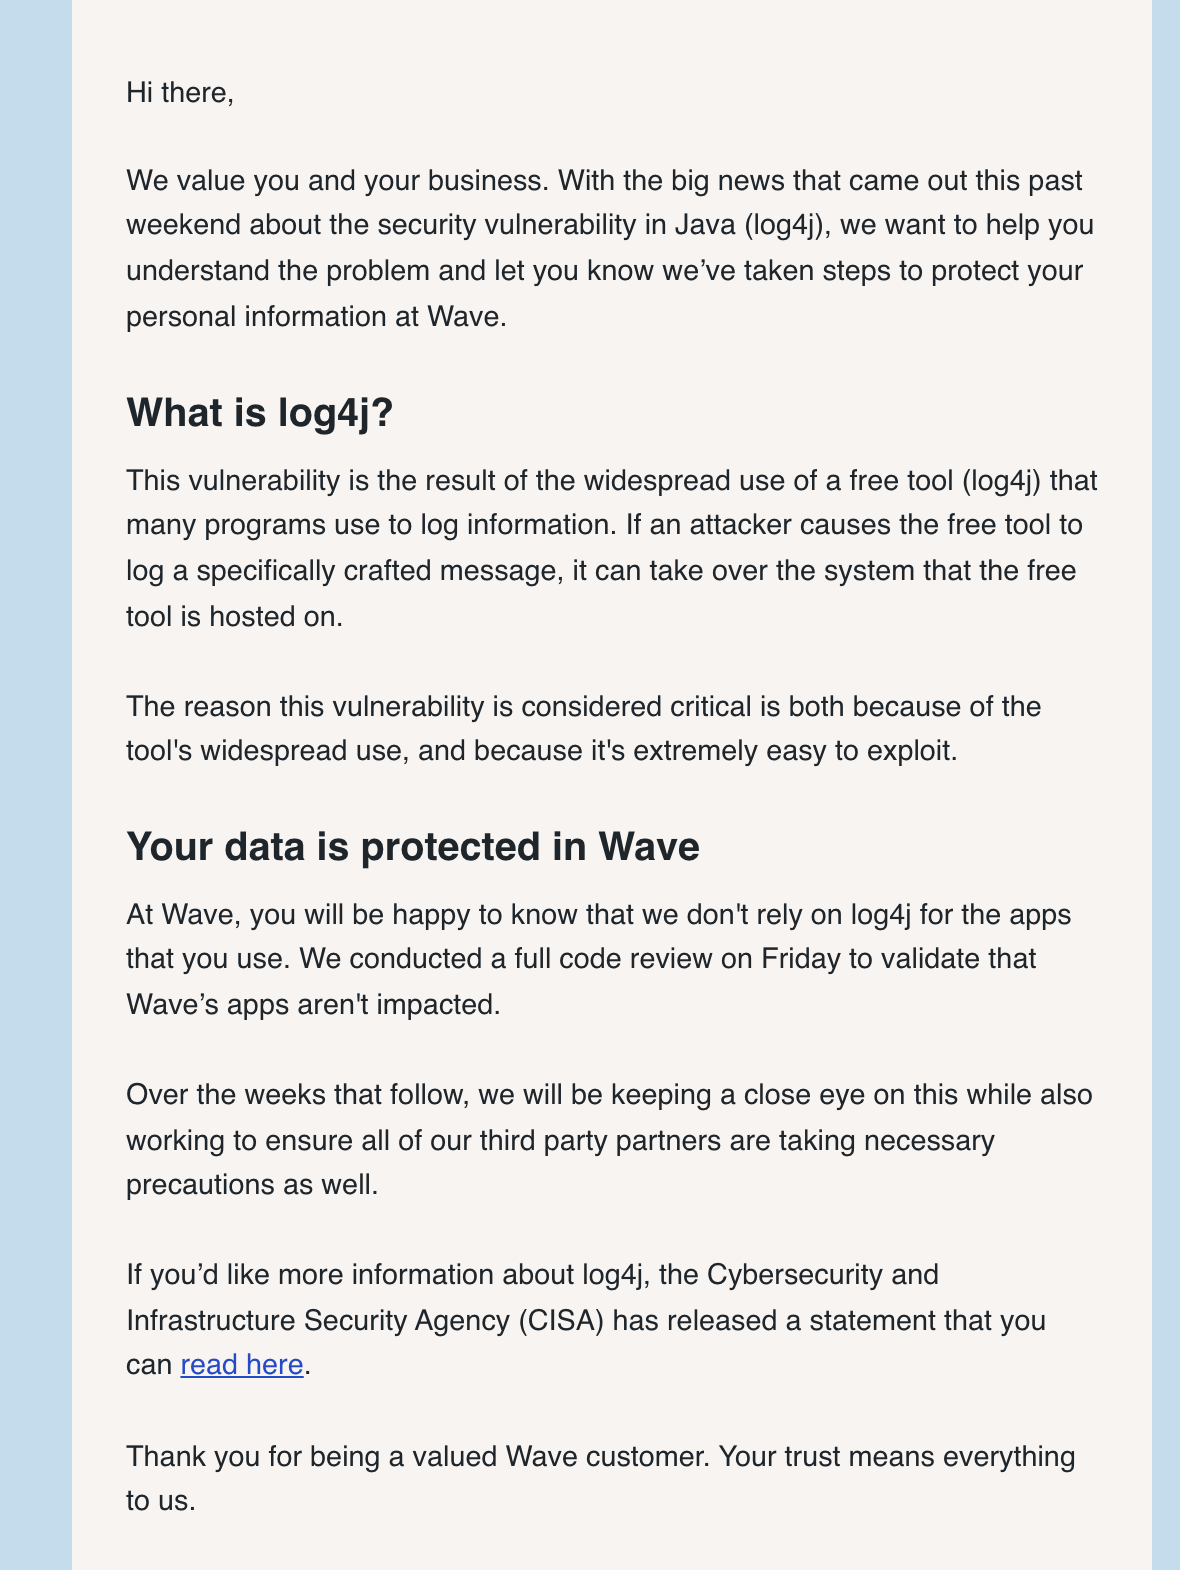 Hi there,
We value you and your business. With the big news that came out this past
weekend about the security vulnerability in Java (log4j), we want to help you
understand the problem and let you know we’ve taken steps to protect your
personal information at Wave.
What is log4j?
This vulnerability is the result of the widespread use of a free tool (log4j) that
many programs use to log information. If an attacker causes the free tool to
log a specifically crafted message, it can take over the system that the free
tool is hosted on.
The reason this vulnerability is considered critical is both because of the
tool's widespread use, and because it's extremely easy to exploit.
Your data is protected in Wave
At Wave, you will be happy to know that we don't rely on log4j for the apps
that you use. We conducted a full code review on Friday to validate that
Wave’s apps aren't impacted.
Over the weeks that follow, we will be keeping a close eye on this while also
working to ensure all of our third party partners are taking necessary
precautions as well.
If you’d like more information about log4j, the Cybersecurity and
Infrastructure Security Agency (CISA) has released a statement that you
can read here.
Thank you for being a valued Wave customer. Your trust means everything
to us.